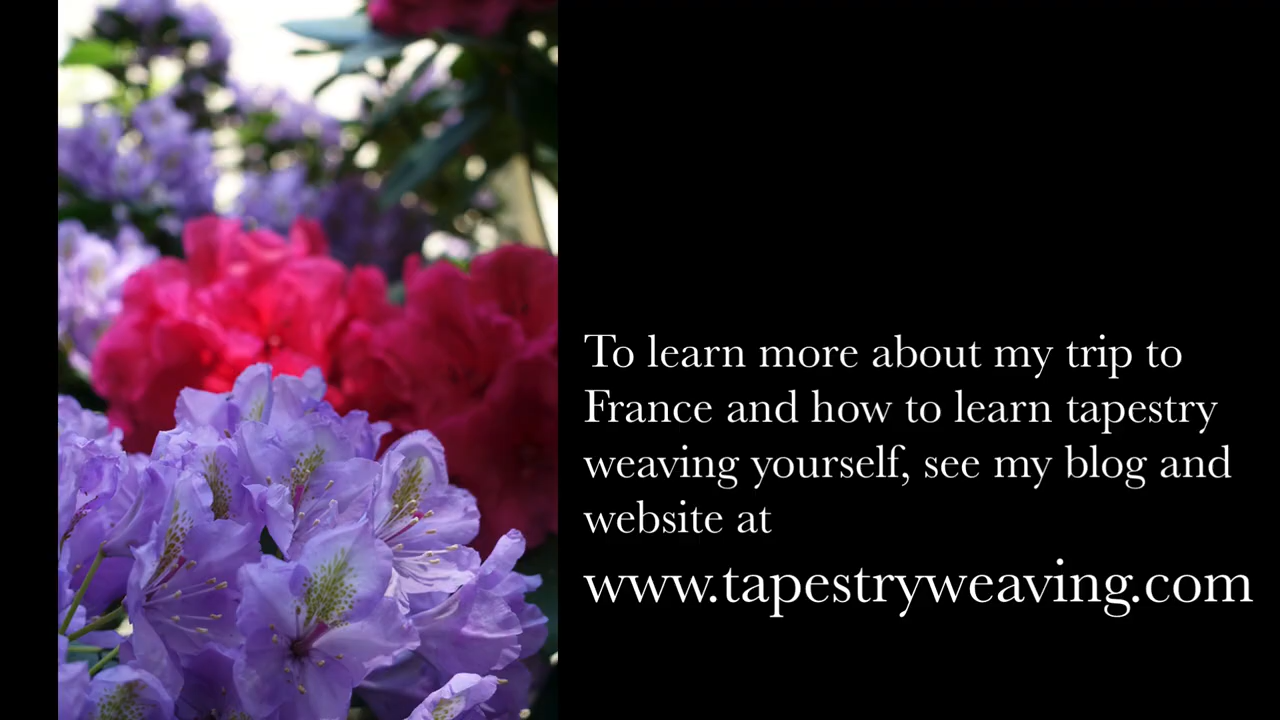 To learn more about my trip to
France and how to learn tapestry
weaving yourself, see my blog and
website at
www.tapestryweaving.com